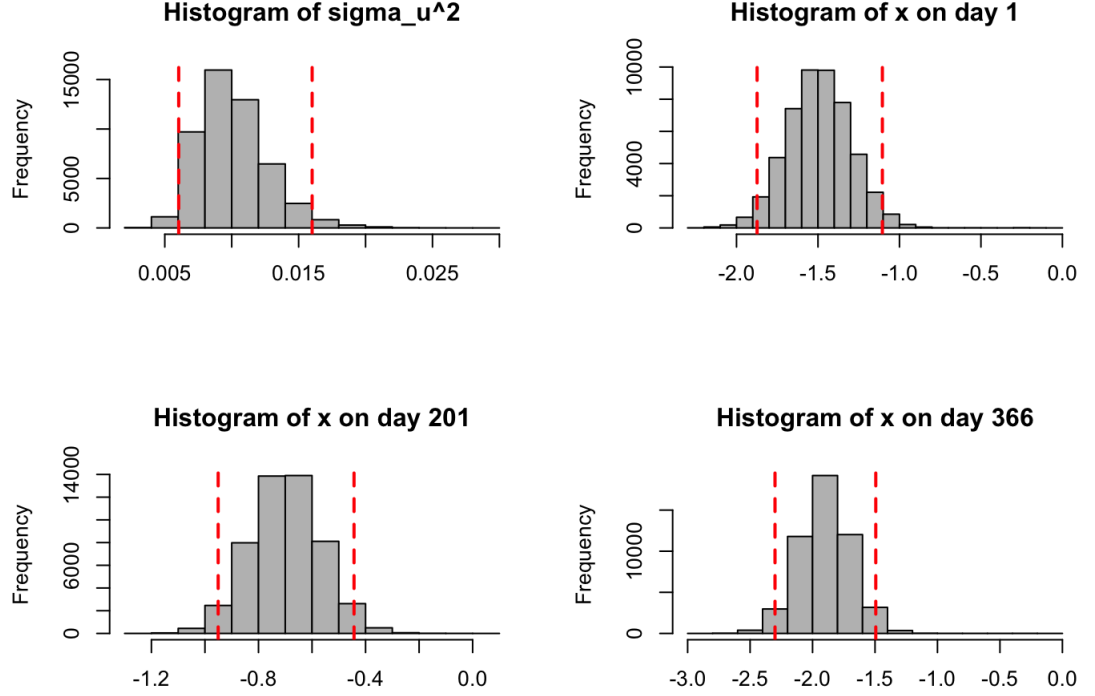 Histogram of sigma_u^2
Frequency
15000
5000
0
0.005 0.015 0.025
Histogram of x on day 1
Frequency
10000
4000
0
-2.0 -1.5 -1.0 -0.5 0.0
Histogram of x on day 201
Frequency
14000
6000
0
-1.2 -0.8 -0.4 0.0
Histogram of x on day 366
Frequency
10000
0
-3.0 -2.5 -2.0 -1.5 -1.0 -0.5 0.0